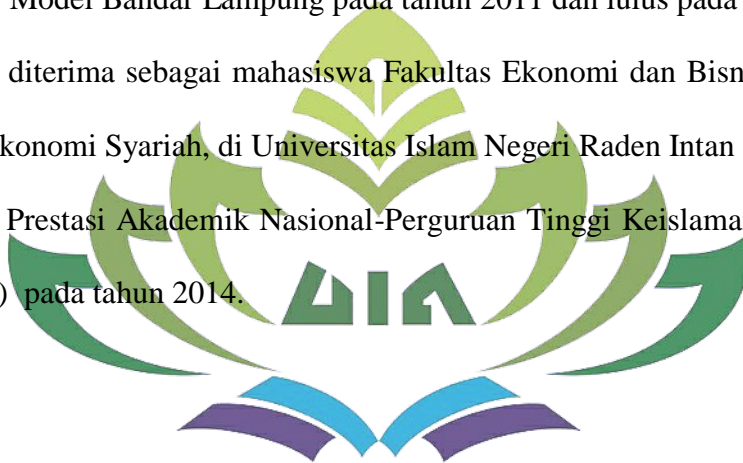 Model Bandar Lampung pada tahun 2011 dan lulus pada
diterima sebagai mahasiswa Fakultas Ekonomi dan Bisn
konomi Syariah, di Universitas Islam Negeri Raden Intan
Prestasi Akademik Nasional-Perguruan Tinggi Keislama
) pada tahun 2014.
UIN